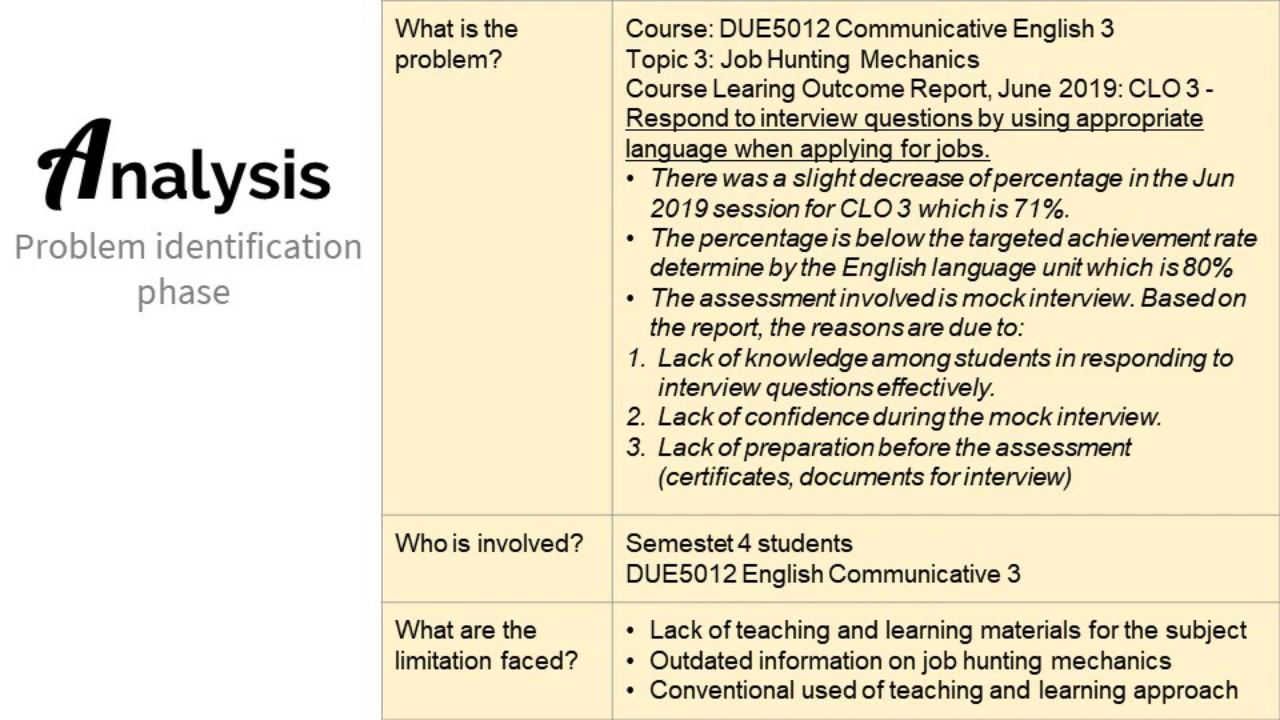 Analysis
Problem identification
phase
What is the
problem?
Course: DUE5012 Communicative English 3
Topic 3: Job Hunting Mechanics
Course Learing Outcome Report, June 2019: CLO 3 -
Respond to interview questions by using appropriate
language when applying for jobs.
• There was a slight decrease of percentage in the Jun
2019 session for CLO 3 which is 71%.
• The percentage is below the targeted achievement rate
determine by the English language unit which is 80%
• The assessment involved is mock interview. Based on
the report, the reasons are due to:
1. Lack of knowledge among students in responding to
interview questions effectively.
2. Lack of confidence during the mock interview.
3. Lack of preparation before the assessment
(certificates, documents for interview)
Who is involved?
Semestet 4 students
DUE5012 English Communicative 3
What are the
limitation faced?
• Lack of teaching and learning materials for the subject
• Outdated information on job hunting mechanics
• Conventional used of teaching and learning approach